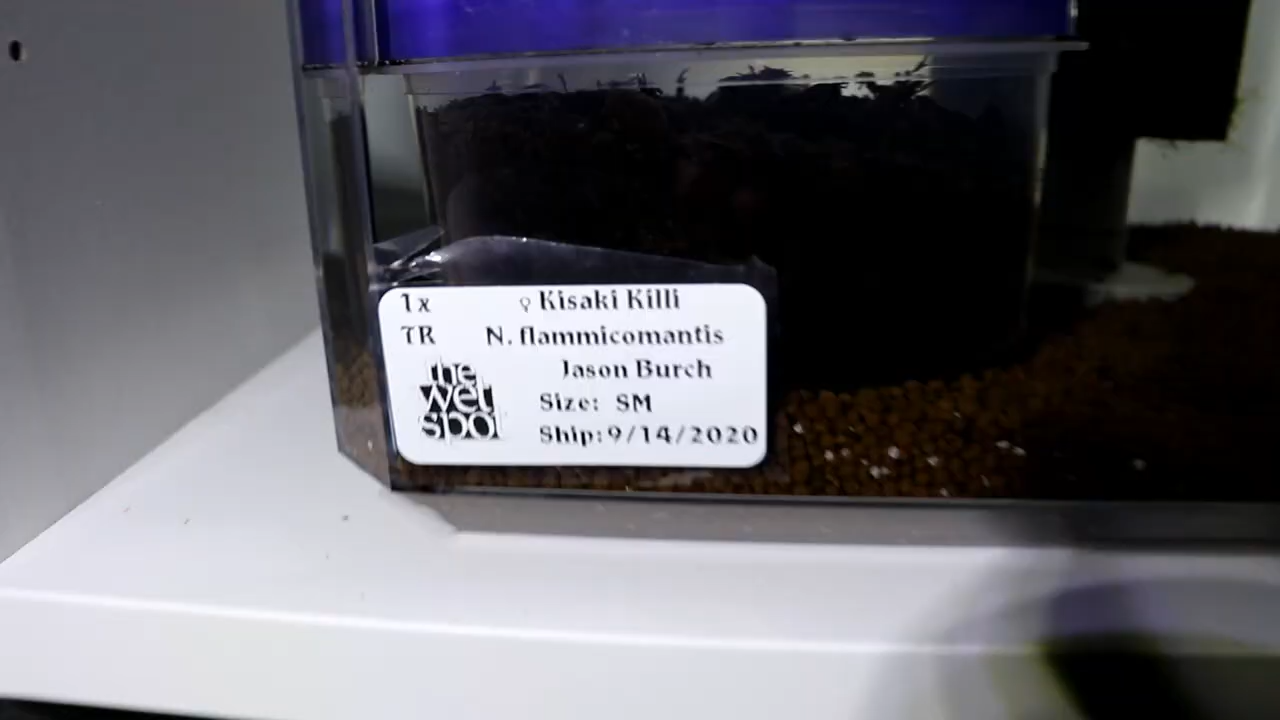 1x ♀ Kisaki Killi
TR N. flammicomantis
Jason Burch
the
wet
spot
Size: SM
Ship: 9/14/2020